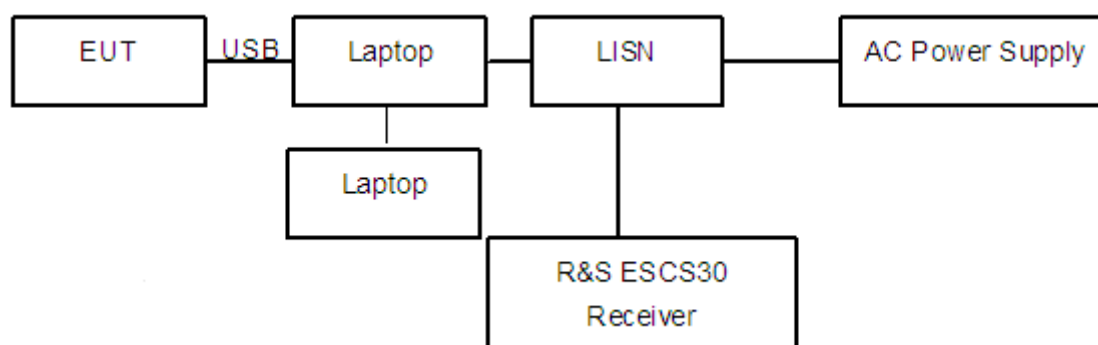 EUT
USB
Laptop
LISN
AC Power Supply
Laptop
R&S ESCS30
Receiver